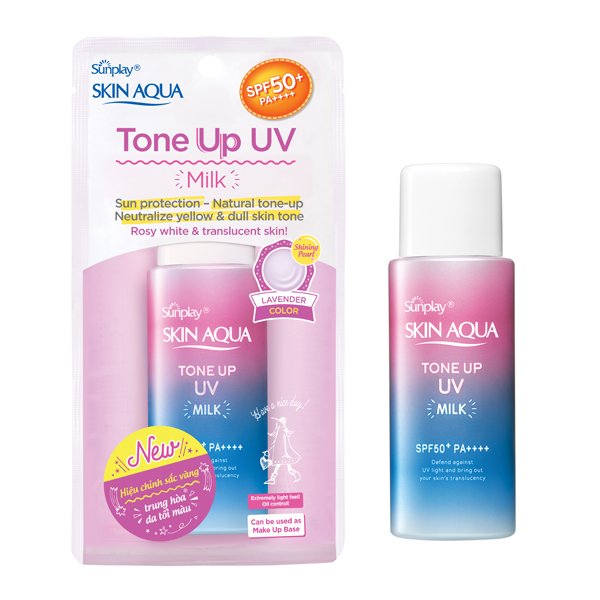 Sunplay®
SKIN AQUA
SPF50+
PA++++
Tone Up UV
Milk
Sun protection – Natural tone-up
Neutralize yellow & dull skin tone
Rosy white & translucent skin!
Shining
Pearl
LAVENDER
COLOR
Sunplay®
SKIN AQUA
TONE UP
UV
MILK
PA++++
Have a nice day!
New!!
Hiệu chỉnh sắc vàng
trung hòa
da tối màu
Extremely light feel!
Oil control!
Can be used as
Make Up Base
Sunplay®
SKIN AQUA
TONE UP
UV
MILK
SPF50+ PA++++
Defend against
UV light and bring out
your skin's translucency